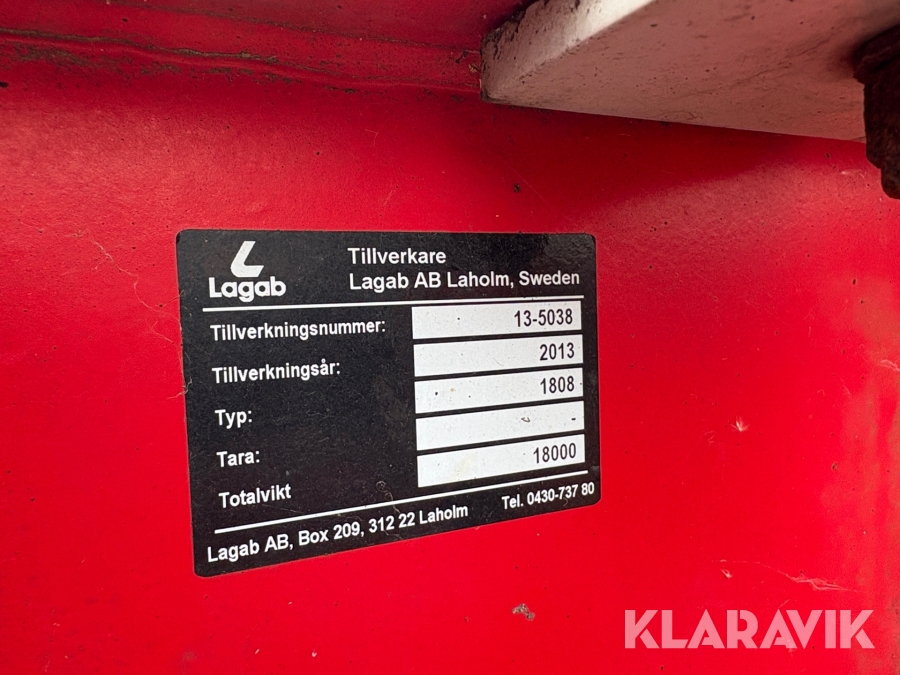 Lagab
Tillverkare
Lagab AB Laholm, Sweden
Tillverkningsnummer: 13-5038
Tillverkningsår: 2013
Typ: 1808
Tara: -
Totalvikt 18000
Lagab AB, Box 209, 312 22 Laholm Tel. 0430-737 80
KLARAVIK